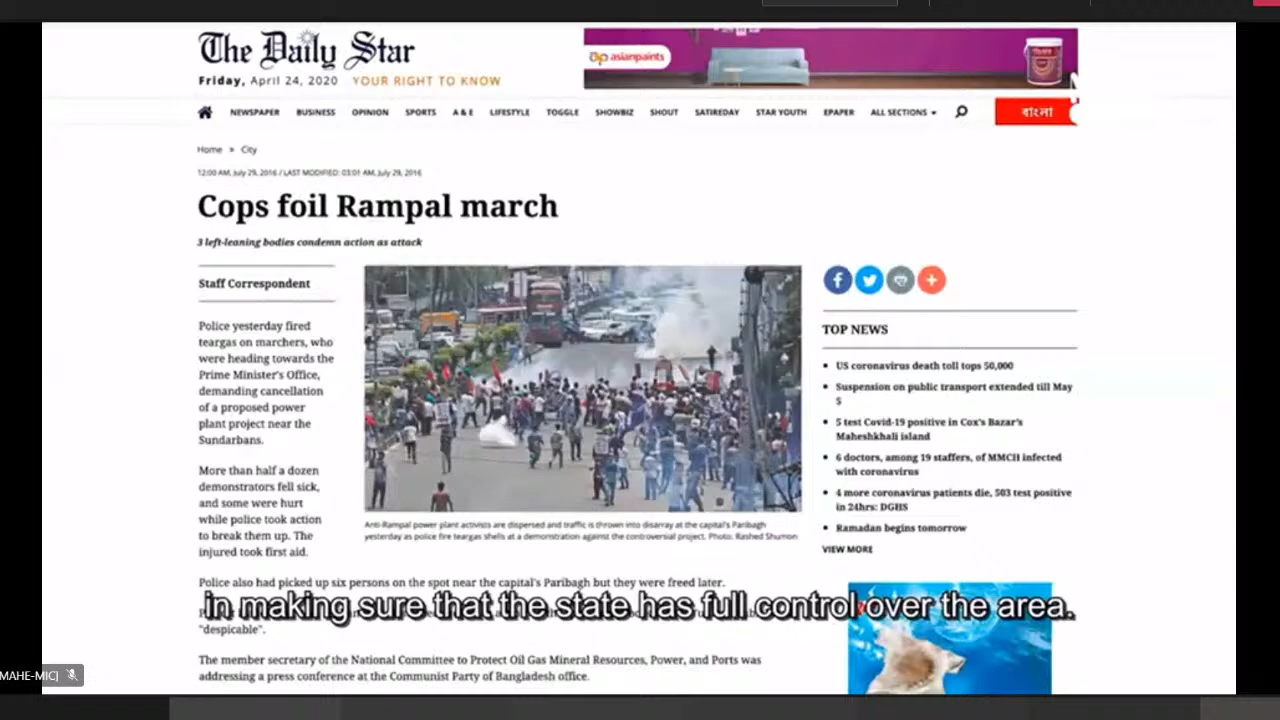 The Daily Star
Friday, April 24, 2020 YOUR RIGHT TO KNOW
asianpaints
NEWSPAPER BUSINESS OPINION SPORTS A & E LIFESTYLE TOGGLE SHOWBIZ SHOUT SATIREDAY STAR YOUTH EPAPER ALL SECTIONS বাংলা
Home » City
12:00 AM, July 29, 2016 / LAST MODIFIED: 03:01 AM, July 29, 2016
Cops foil Rampal march
3 left-leaning bodies condemn action as attack
Staff Correspondent
Police yesterday fired
teargas on marchers, who
were heading towards the
Prime Minister's Office,
demanding cancellation
of a proposed power
plant project near the
Sundarbans.
More than half a dozen
demonstrators fell sick,
and some were hurt
while police took action
to break them up. The
injured took first aid.
Anti-Rampal power plant activists are dispersed and traffic is thrown into disarray at the capital's Paribagh
yesterday as police fire teargas shells at a demonstration against the controversial project. Photo: Rashed Shumon
TOP NEWS
US coronavirus death toll tops 50,000
Suspension on public transport extended till May
5
5 test Covid-19 positive in Cox's Bazar's
Maheshkhali island
6 doctors, among 19 staffers, of MMCH infected
with coronavirus
4 more coronavirus patients die, 503 test positive
in 24hrs: DGHS
Ramadan begins tomorrow
VIEW MORE
Police also had picked up six persons on the spot near the capital's Paribagh but they were freed later.
in making sure that the state has full control over the area.
"despicable".
The member secretary of the National Committee to Protect Oil Gas Mineral Resources, Power, and Ports was
addressing a press conference at the Communist Party of Bangladesh office.
MAHE-MIC]